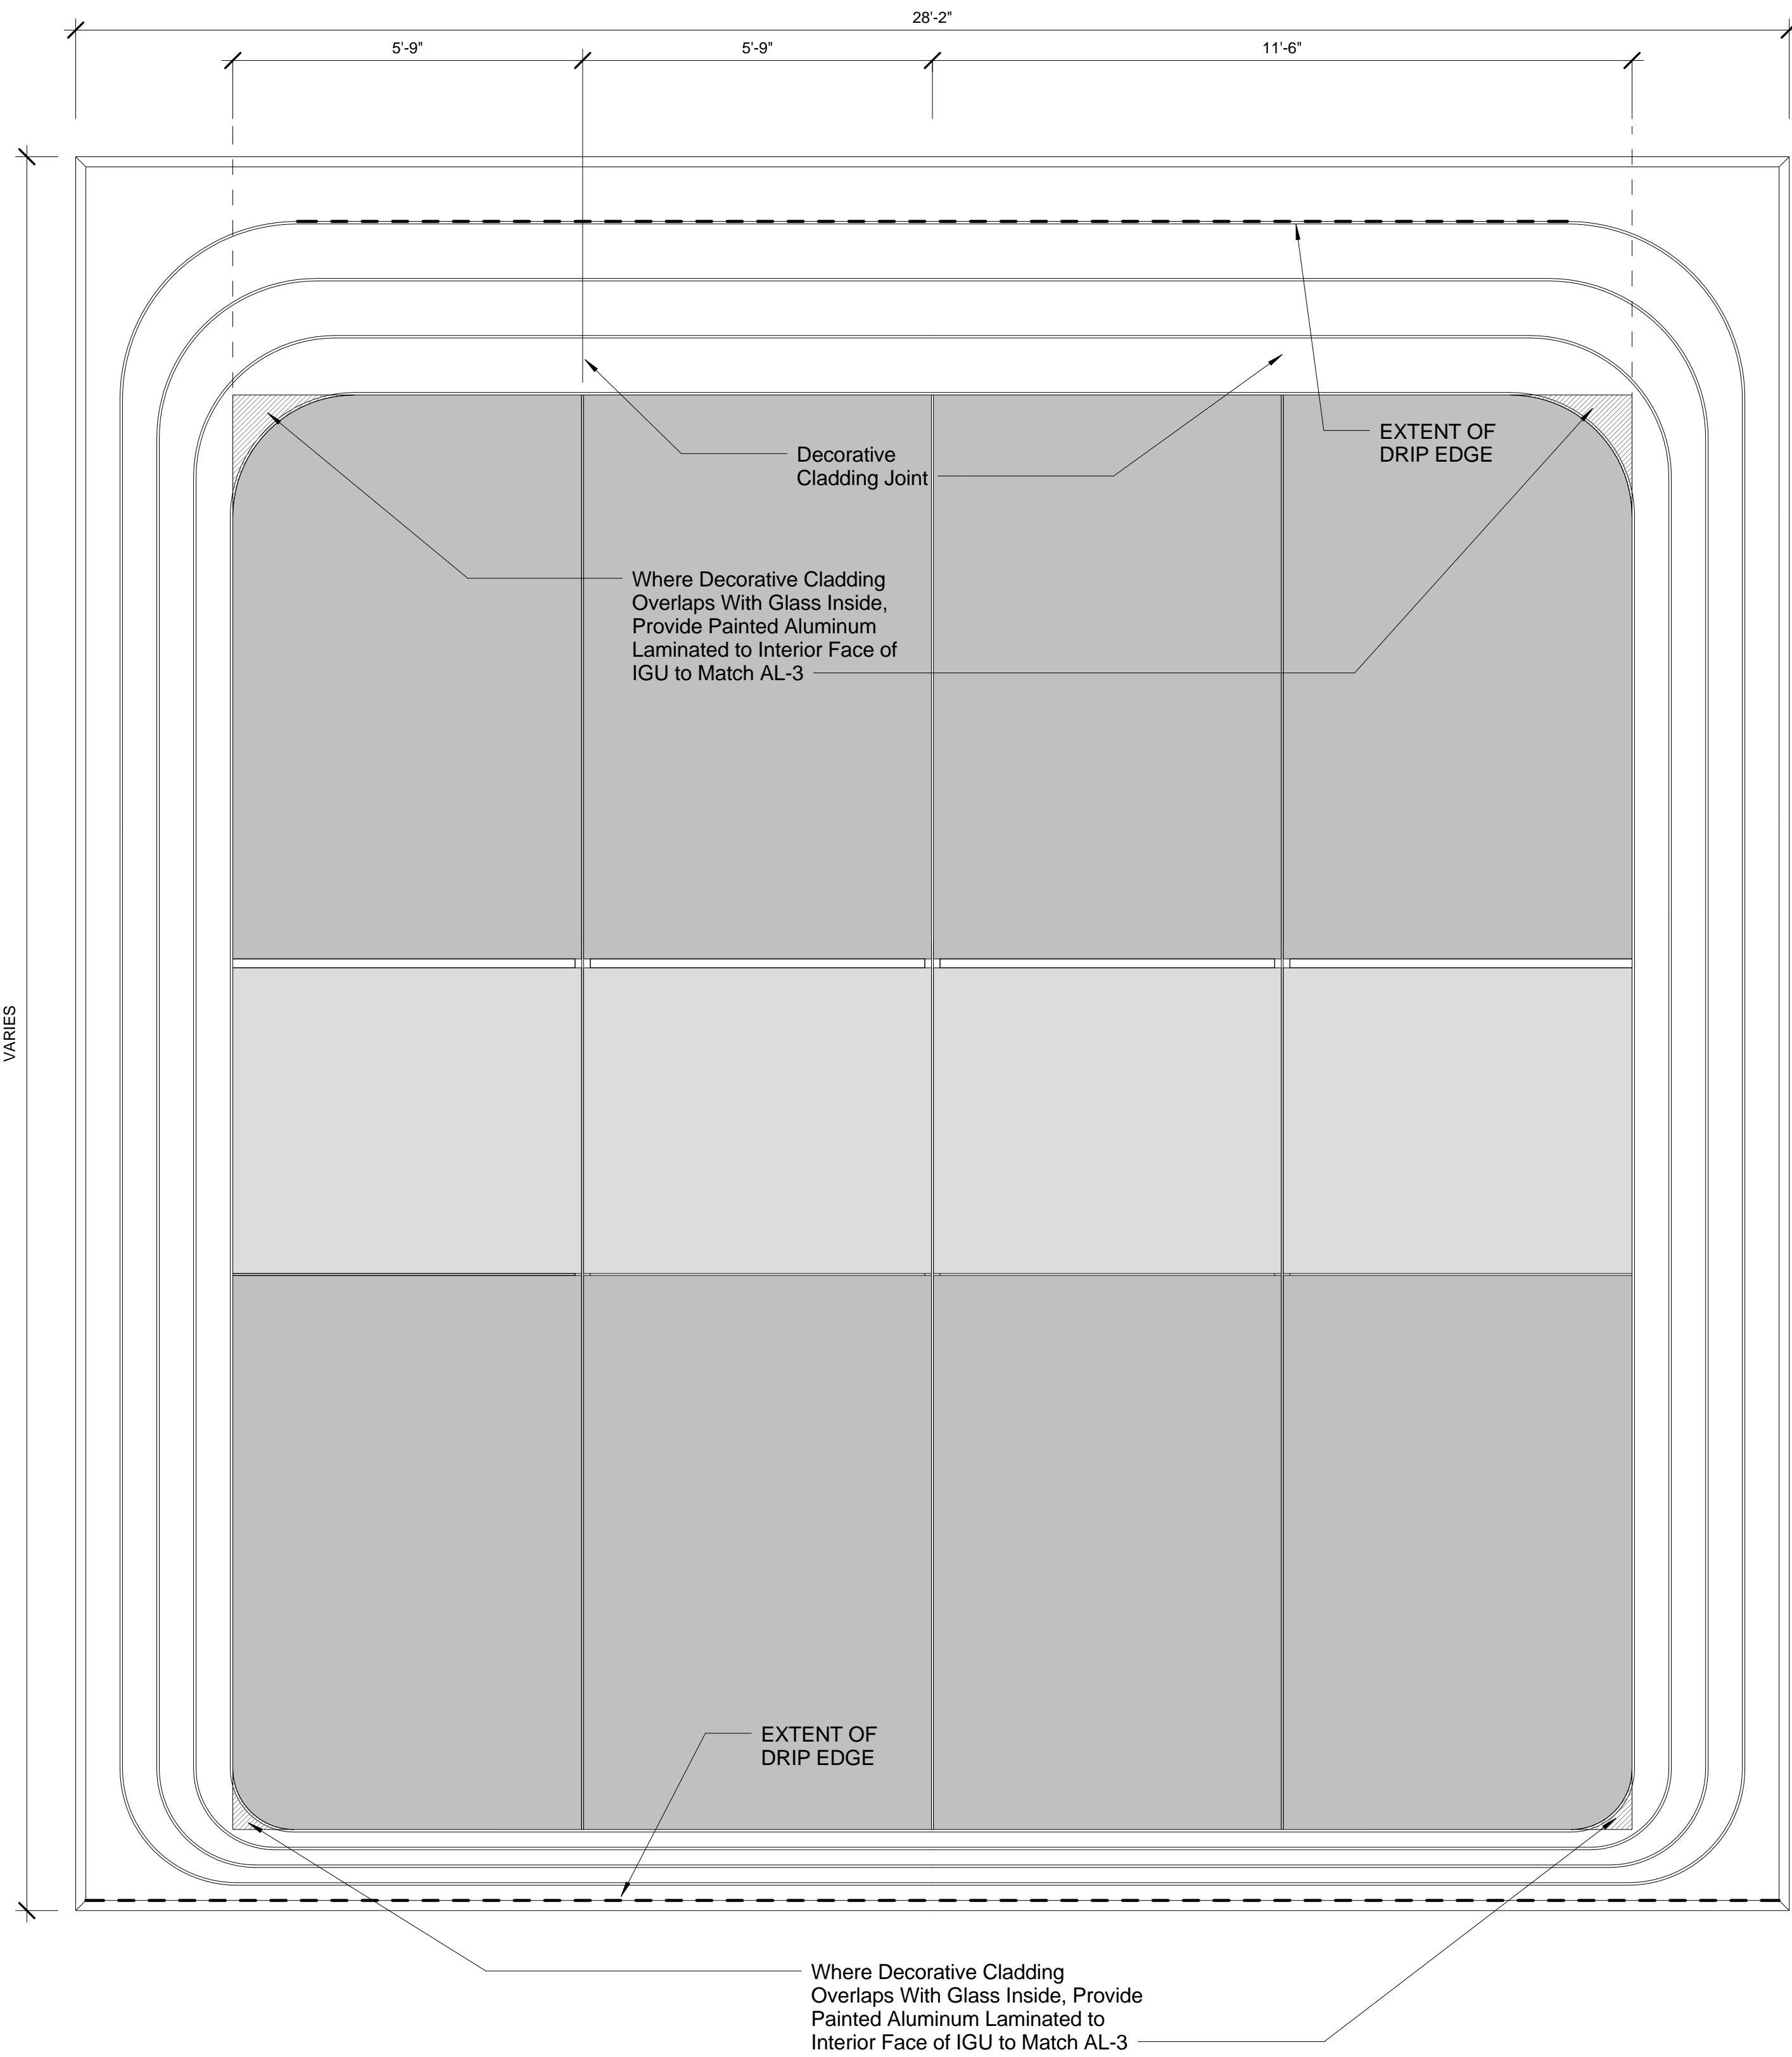 28'-2"
5'-9"
5'-9"
11'-6"
EXTENT OF
DRIP EDGE
Decorative
Cladding Joint
Where Decorative Cladding
Overlaps With Glass Inside,
Provide Painted Aluminum
Laminated to Interior Face of
IGU to Match AL-3
VARIES
EXTENT OF
DRIP EDGE
Where Decorative Cladding
Overlaps With Glass Inside, Provide
Painted Aluminum Laminated to
Interior Face of IGU to Match AL-3